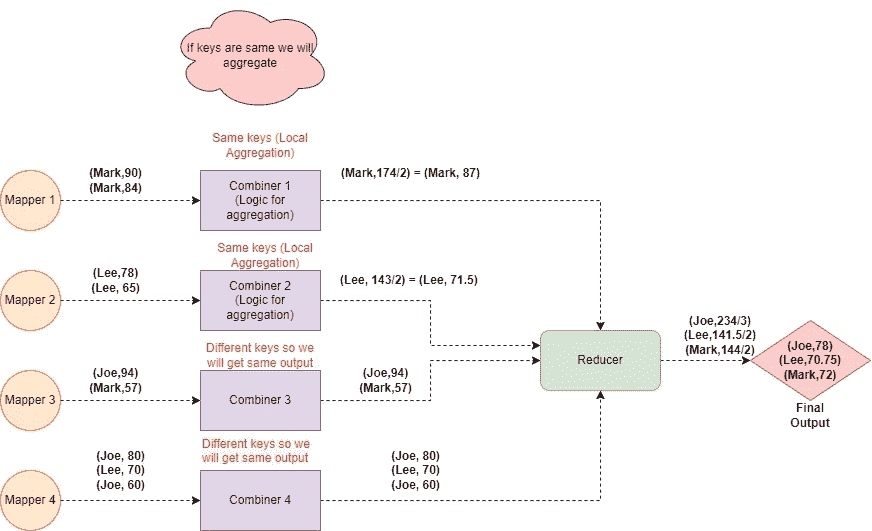 If keys are same we will
aggregate
Same keys (Local
Aggregation)
Mapper 1
(Mark,90)
(Mark,84)
Combiner 1
(Logic for
aggregation)
(Mark,174/2) = (Mark, 87)
Same keys (Local
Aggregation)
Mapper 2
(Lee,78)
(Lee, 65)
Combiner 2
(Logic for
aggregation)
(Lee, 143/2) = (Lee, 71.5)
Different keys so we
will get same output
Mapper 3
(Joe,94)
(Mark,57)
Combiner 3
(Joe,94)
(Mark,57)
Different keys so we
will get same output
Mapper 4
(Joe, 80)
(Lee, 70)
(Joe, 60)
Combiner 4
(Joe, 80)
(Lee, 70)
(Joe, 60)
Reducer
(Joe,234/3)
(Lee,141.5/2)
(Mark,144/2)
(Joe,78)
(Lee,70.75)
(Mark,72)
Final
Output